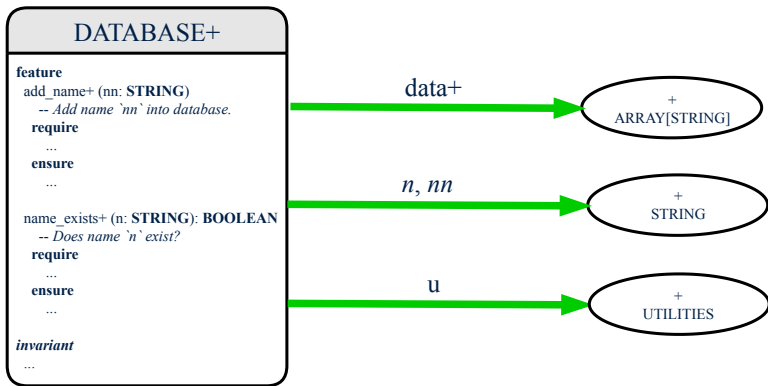 DATABASE+
feature
add_name+ (nn: STRING)
-- Add name `nn` into database.
require
...
ensure
...
name_exists+ (n: STRING): BOOLEAN
-- Does name `n` exist?
require
...
ensure
...
invariant
...
data+
+
ARRAY[STRING]
n, nn
+
STRING
u
+
UTILITIES